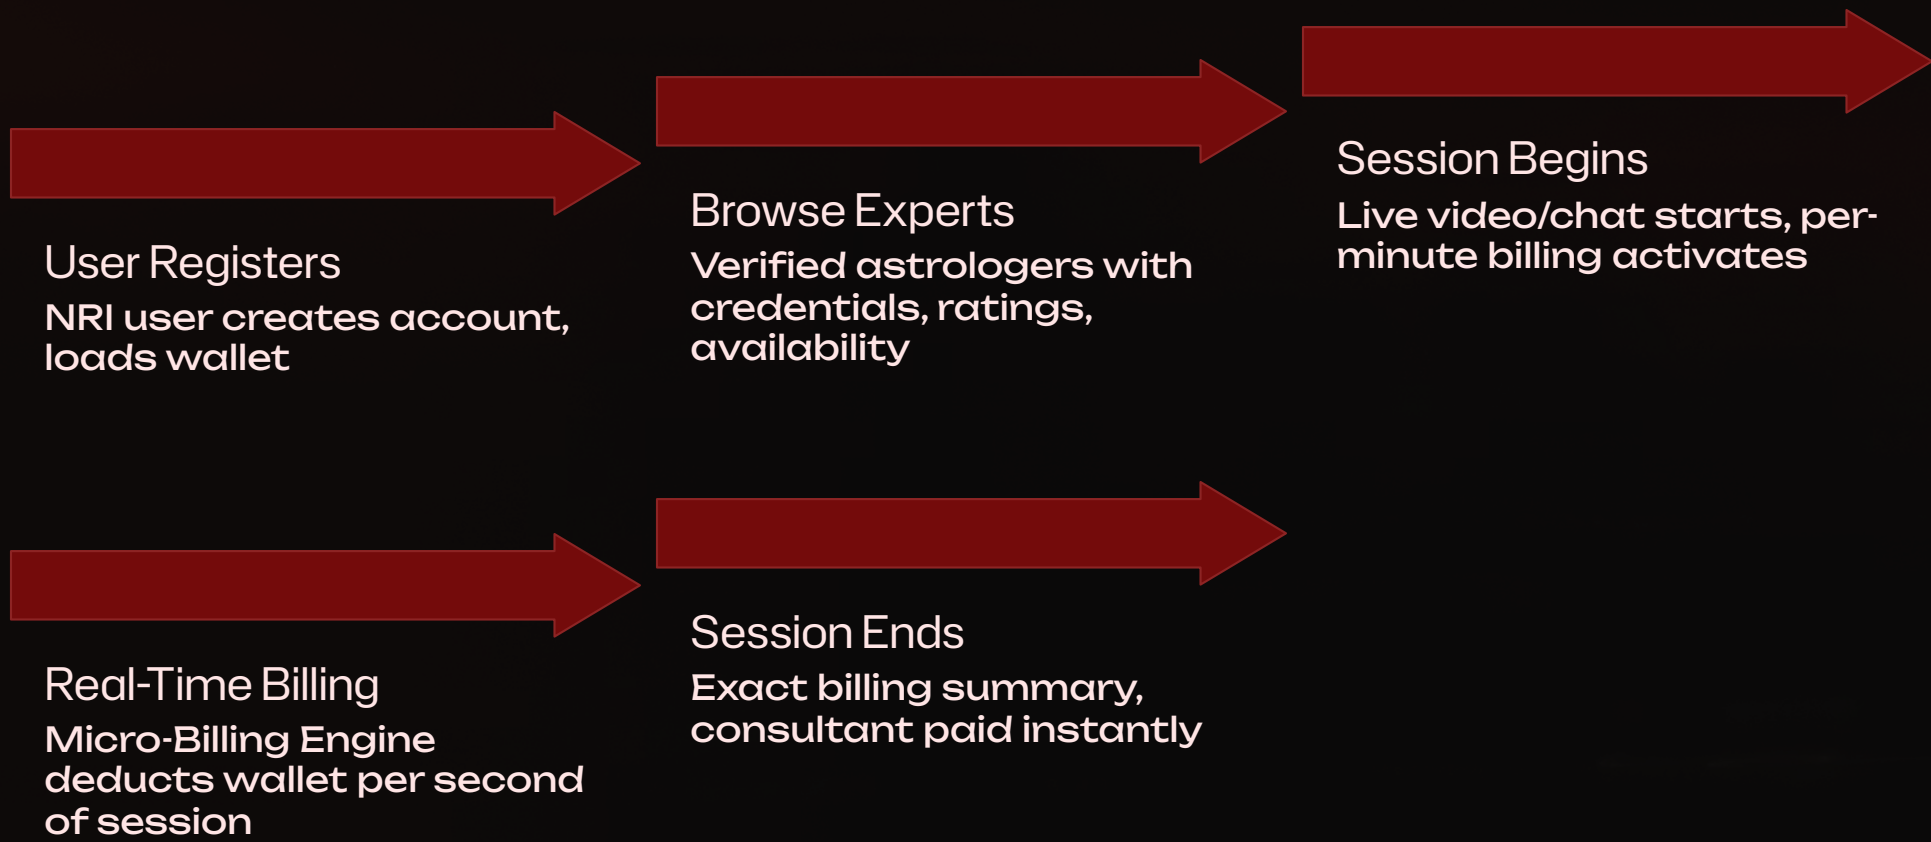 User Registers
NRI user creates account,
loads wallet
Browse Experts
Verified astrologers with
credentials, ratings,
availability
Session Begins
Live video/chat starts, per-
minute billing activates
Real-Time Billing
Micro-Billing Engine
deducts wallet per second
of session
Session Ends
Exact billing summary,
consultant paid instantly